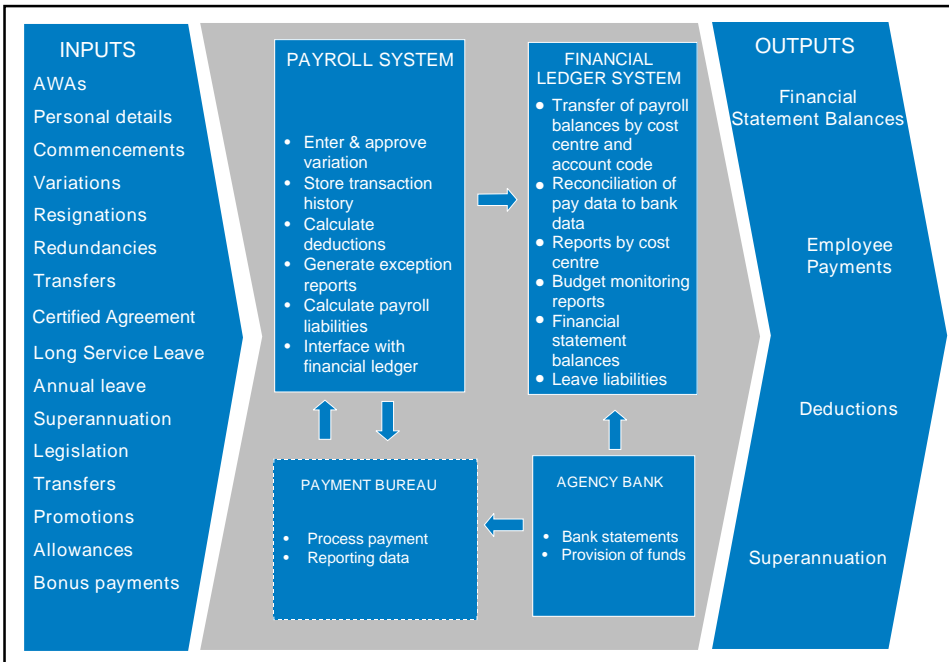 INPUTS
AWAs
Personal details
Commencements
Variations
Resignations
Redundancies
Transfers
Certified Agreement
Long Service Leave
Annual leave
Superannuation
Legislation
Transfers
Promotions
Allowances
Bonus payments
PAYROLL SYSTEM
• Enter & approve
variation
• Store transaction
history
• Calculate
deductions
• Generate exception
reports
• Calculate payroll
liabilities
• Interface with
financial ledger
FINANCIAL
LEDGER SYSTEM
• Transfer of payroll
balances by cost
centre and
account code
• Reconciliation of
pay data to bank
data
• Reports by cost
centre
• Budget monitoring
reports
• Financial
statement
balances
• Leave liabilities
PAYMENT BUREAU
• Process payment
• Reporting data
AGENCY BANK
• Bank statements
• Provision of funds
OUTPUTS
Financial
Statement Balances
Employee
Payments
Deductions
Superannuation